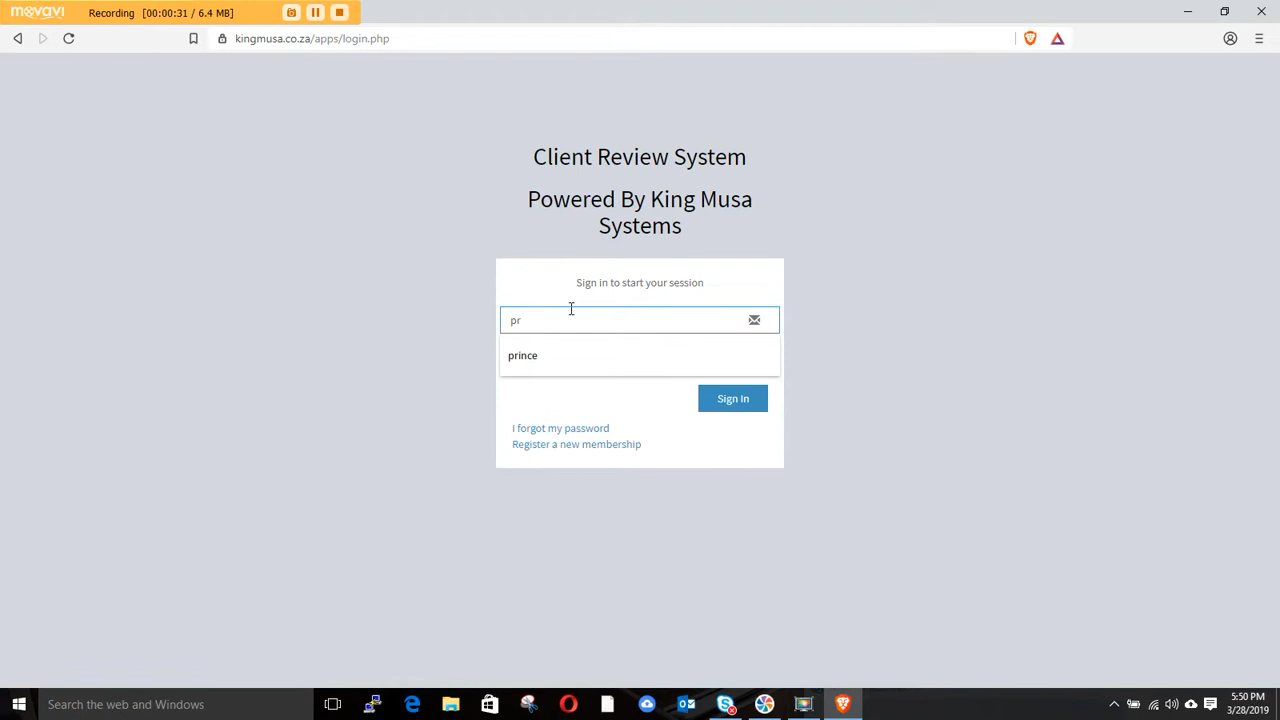 movavi
Recording [00:00:31 / 6.4 MB]
kingmusa.co.za/apps/login.php
Client Review System
Powered By King Musa
Systems
Sign in to start your session
pr
prince
Sign In
I forgot my password
Register a new membership
Search the web and Windows
5:50 PM
3/28/2019